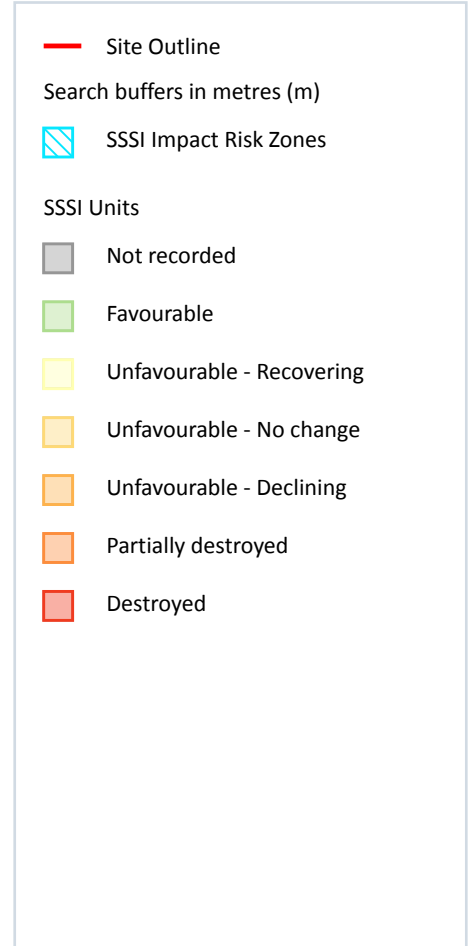 Site Outline
Search buffers in metres (m)
SSSI Impact Risk Zones
SSSI Units
Not recorded
Favourable
Unfavourable - Recovering
Unfavourable - No change
Unfavourable - Declining
Partially destroyed
Destroyed